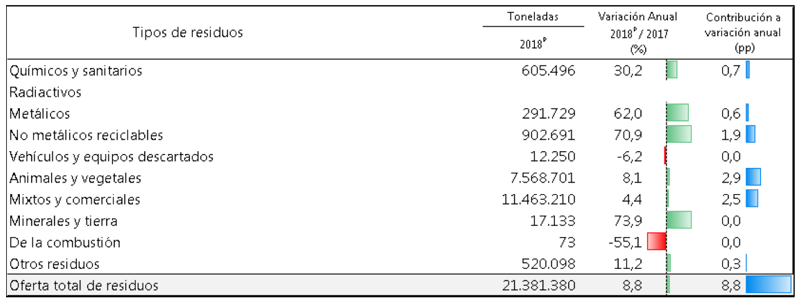 Tipos de residuos Toneladas Variación Anual Contribución a
2018ᵖ 2018ᵖ / 2017 variación anual
(%) (pp)
Químicos y sanitarios 605.496 30,2 0,7
Radiactivos
Metálicos 291.729 62,0 0,6
No metálicos reciclables 902.691 70,9 1,9
Vehículos y equipos descartados 12.250 -6,2 0,0
Animales y vegetales 7.568.701 8,1 2,9
Mixtos y comerciales 11.463.210 4,4 2,5
Minerales y tierra 17.133 73,9 0,0
De la combustión 73 -55,1 0,0
Otros residuos 520.098 11,2 0,3
Oferta total de residuos 21.381.380 8,8 8,8